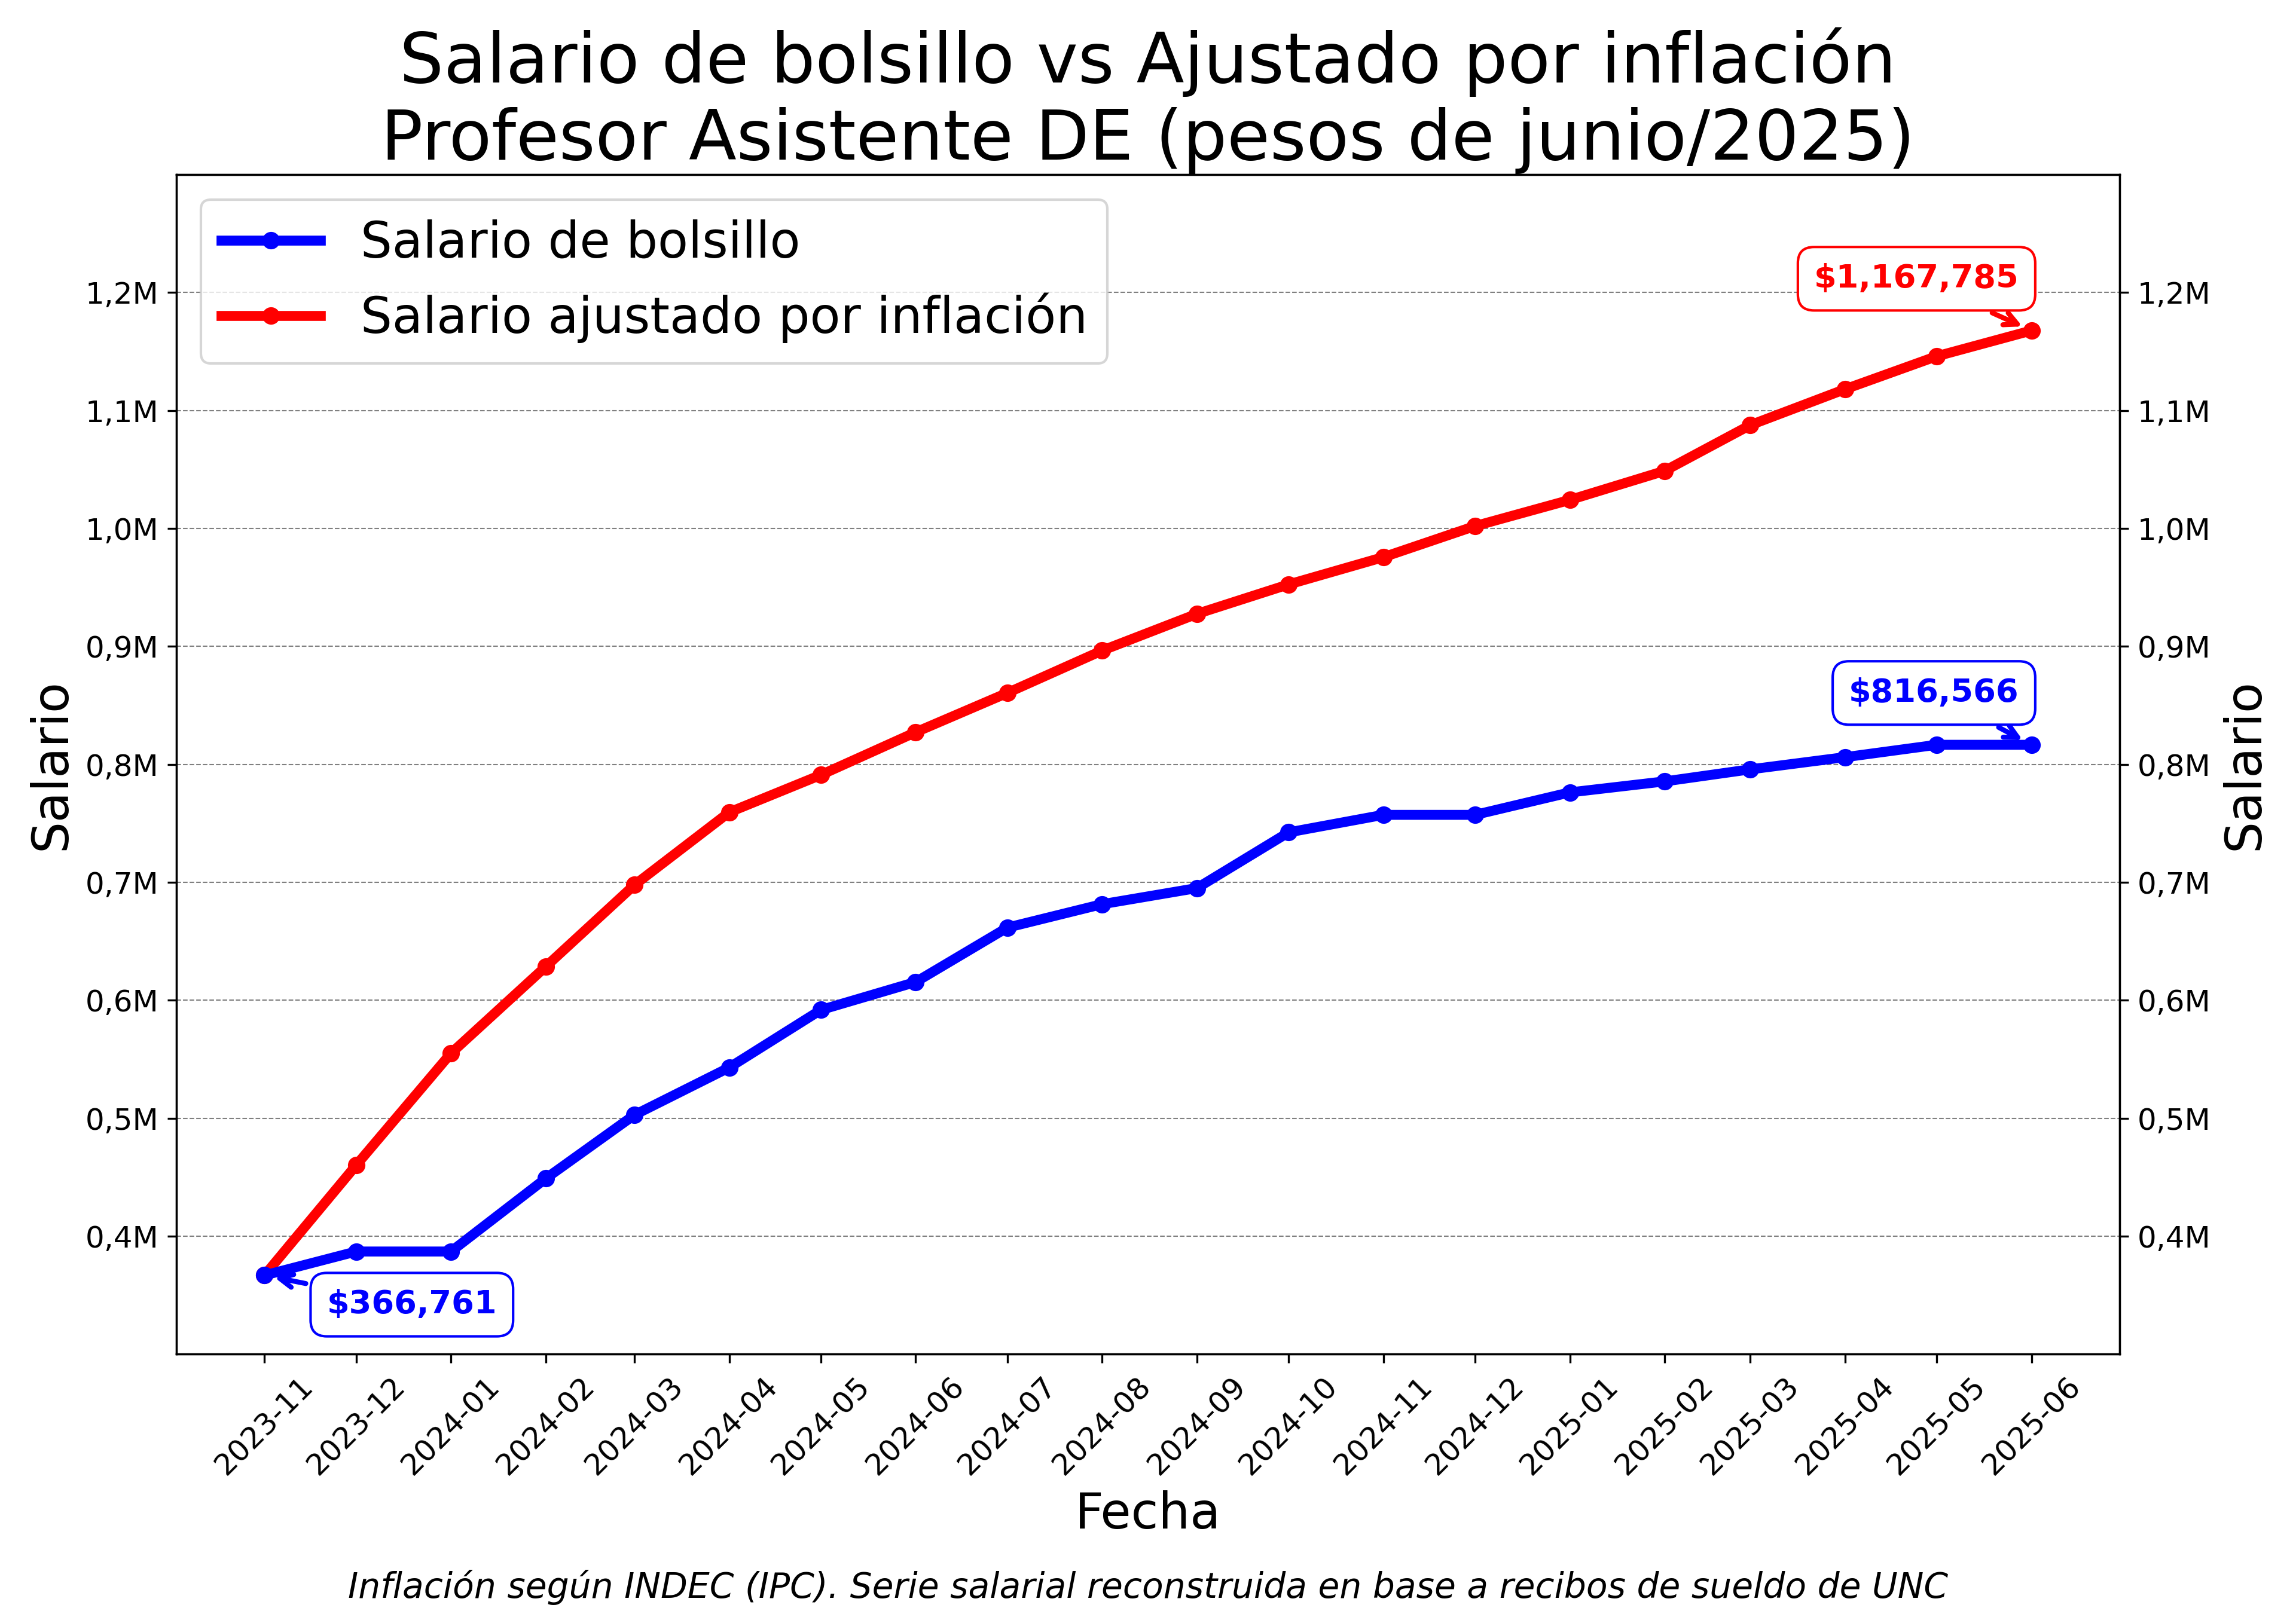 Salario de bolsillo vs Ajustado por inflación
Profesor Asistente DE (pesos de junio/2025)
Salario de bolsillo
Salario ajustado por inflación
$1,167,785
$816,566
$366,761
1,2M
1,1M
1,0M
0,9M
0,8M
0,7M
0,6M
0,5M
0,4M
Salario
1,2M
1,1M
1,0M
0,9M
0,8M
0,7M
0,6M
0,5M
0,4M
Salario
2023-11
2023-12
2024-01
2024-02
2024-03
2024-04
2024-05
2024-06
2024-07
2024-08
2024-09
2024-10
2024-11
2024-12
2025-01
2025-02
2025-03
2025-04
2025-05
2025-06
Fecha
Inflación según INDEC (IPC). Serie salarial reconstruida en base a recibos de sueldo de UNC